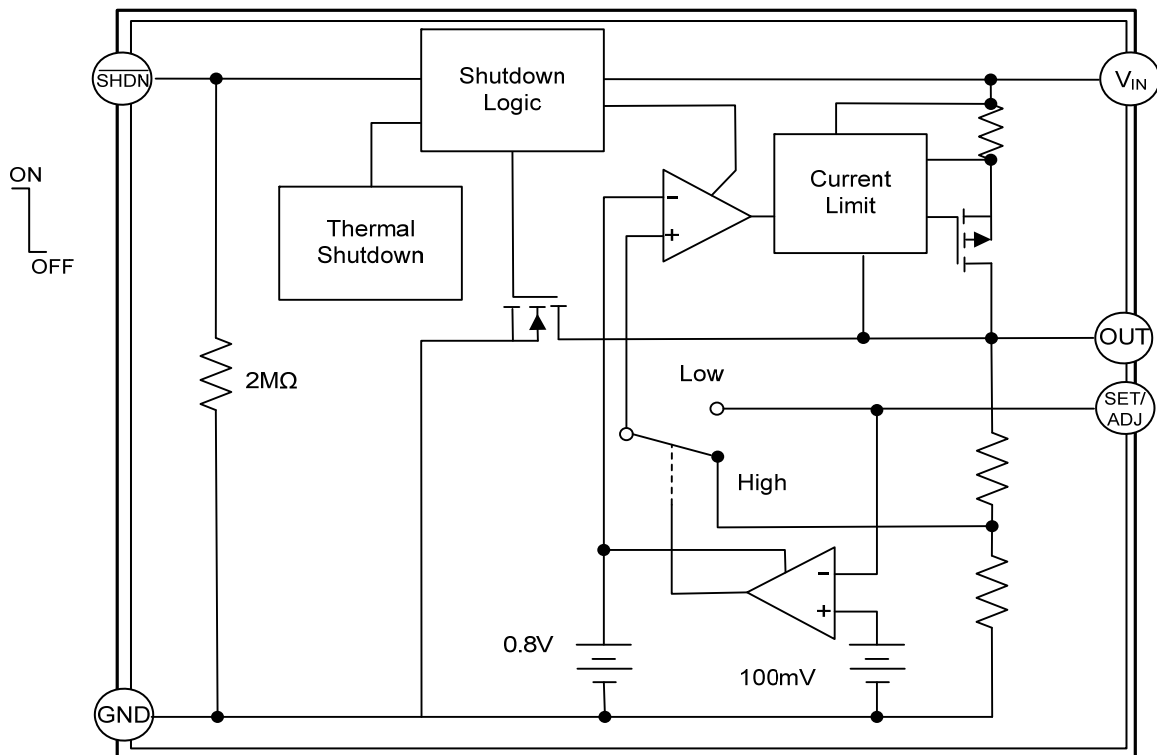 SHDN
Shutdown
Logic
VIN
ON
OFF
Thermal
Shutdown
-
+
Current
Limit
OUT
2MΩ
Low
SET/
ADJ
High
-
+
0.8V
100mV
GND